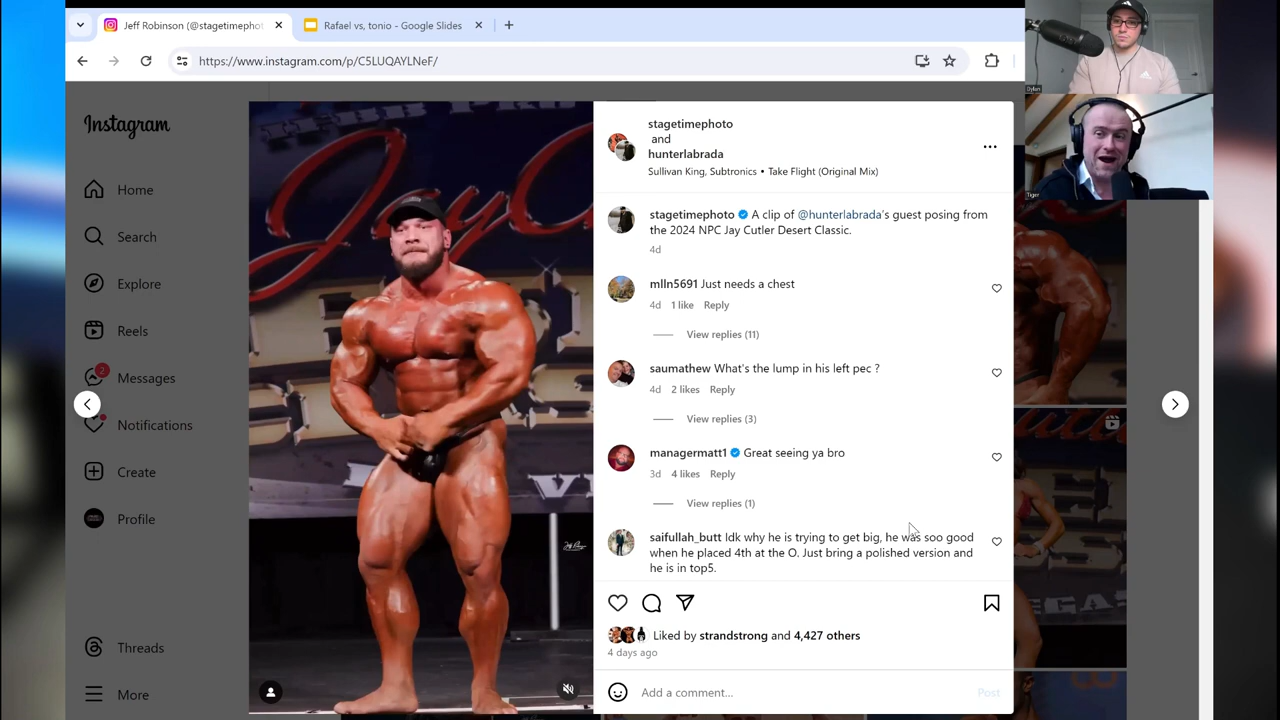 Jeff Robinson (@stagetimephot
Rafael vs, tonio - Google Slides
https://www.instagram.com/p/C5LUQAYLNeF/
Dylan
Tiger
Instagram
Home
Search
Explore
Reels
2
Messages
Notifications
Create
Profile
Threads
More
stagetimephoto
and
hunterlabrada
Sullivan King, Subtronics • Take Flight (Original Mix)
stagetimephoto A clip of @hunterlabrada's guest posing from
the 2024 NPC Jay Cutler Desert Classic.
4d
mlln5691 Just needs a chest
4d 1 like Reply
View replies (11)
saumathew What's the lump in his left pec ?
4d 2 likes Reply
View replies (3)
managermatt1 Great seeing ya bro
3d 4 likes Reply
View replies (1)
saifullah_butt Idk why he is trying to get big, he was soo good
when he placed 4th at the O. Just bring a polished version and
he is in top5.
Liked by strandstrong and 4,427 others
4 days ago
Add a comment...
Post